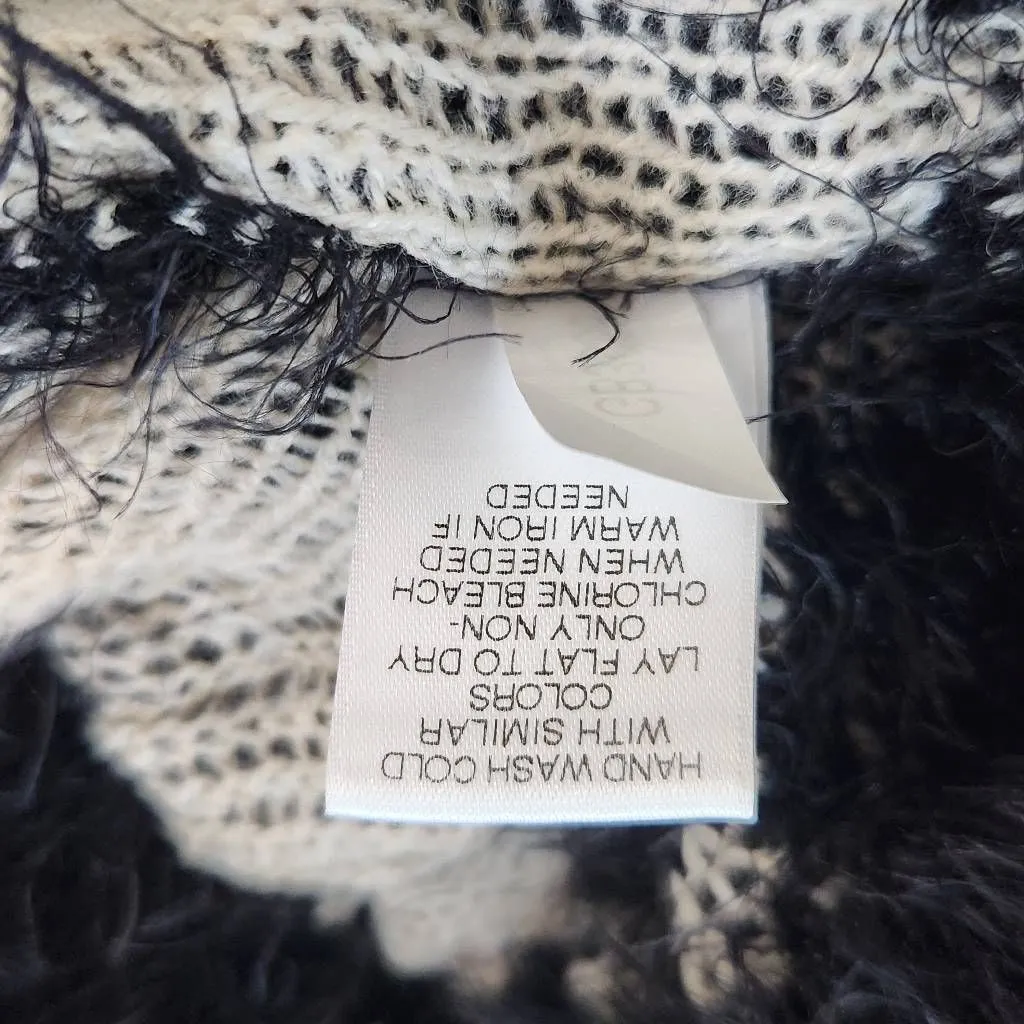 HAND WASH COLD
WITH SIMILAR
COLORS
LAY FLAT TO DRY
ONLY NON-
CHLORINE BLEACH
WHEN NEEDED
WARM IRON IF
NEEDED